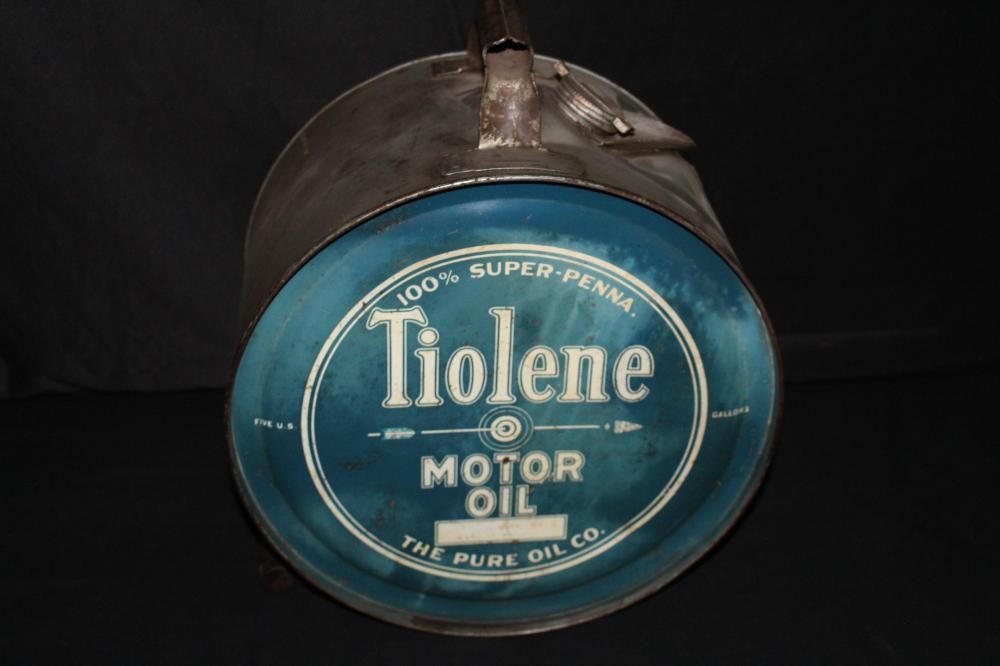 100% SUPER-PENNA.
Tiolene
FIVE U.S. GALLONS
MOTOR
OIL
THE PURE OIL CO.